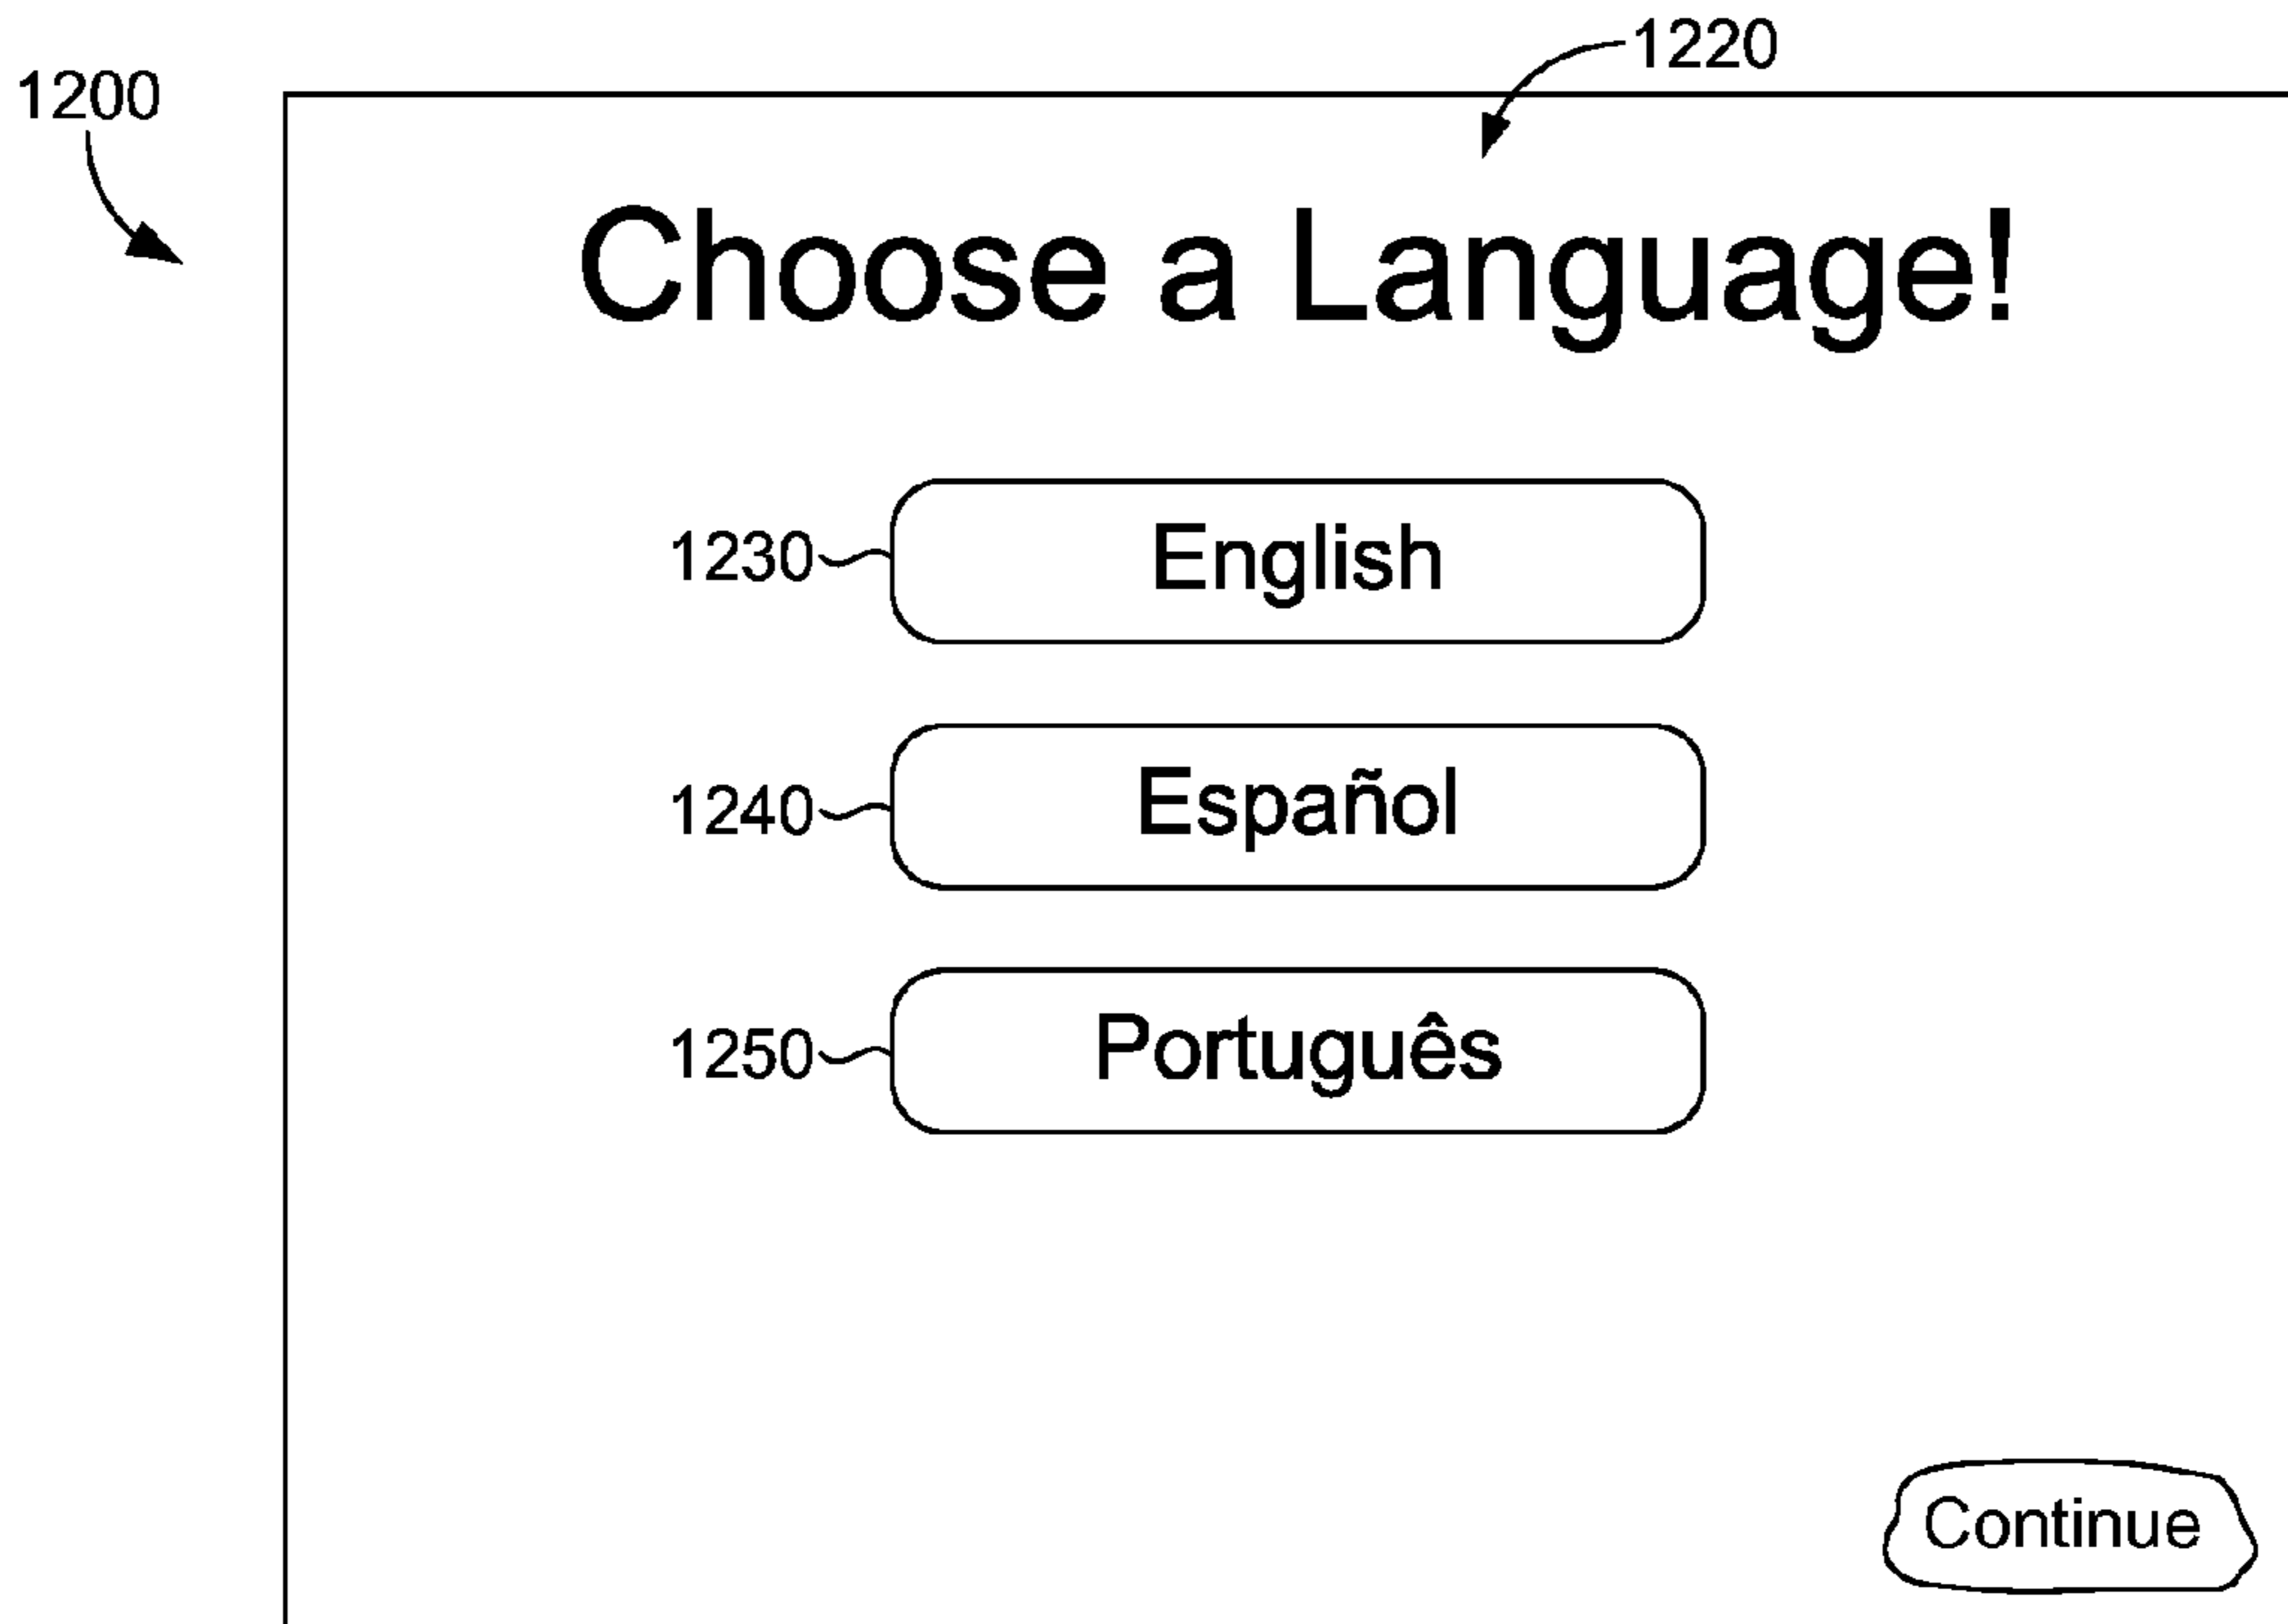 1220
1200
Choose a Language!
1230 English
1240 Español
1250 Português
Continue